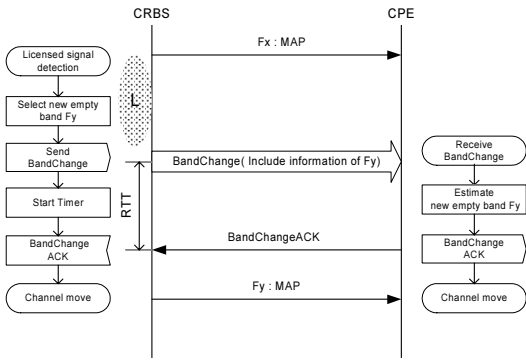 CRBS
CPE
Fx : MAP
Licensed signal
detection
L
Select new empty
band Fy
Send
BandChange
BandChange( Include information of Fy)
Receive
BandChange
Start Timer
RTT
Estimate
new empty band Fy
BandChange
ACK
BandChangeACK
BandChange
ACK
Channel move
Fy : MAP
Channel move